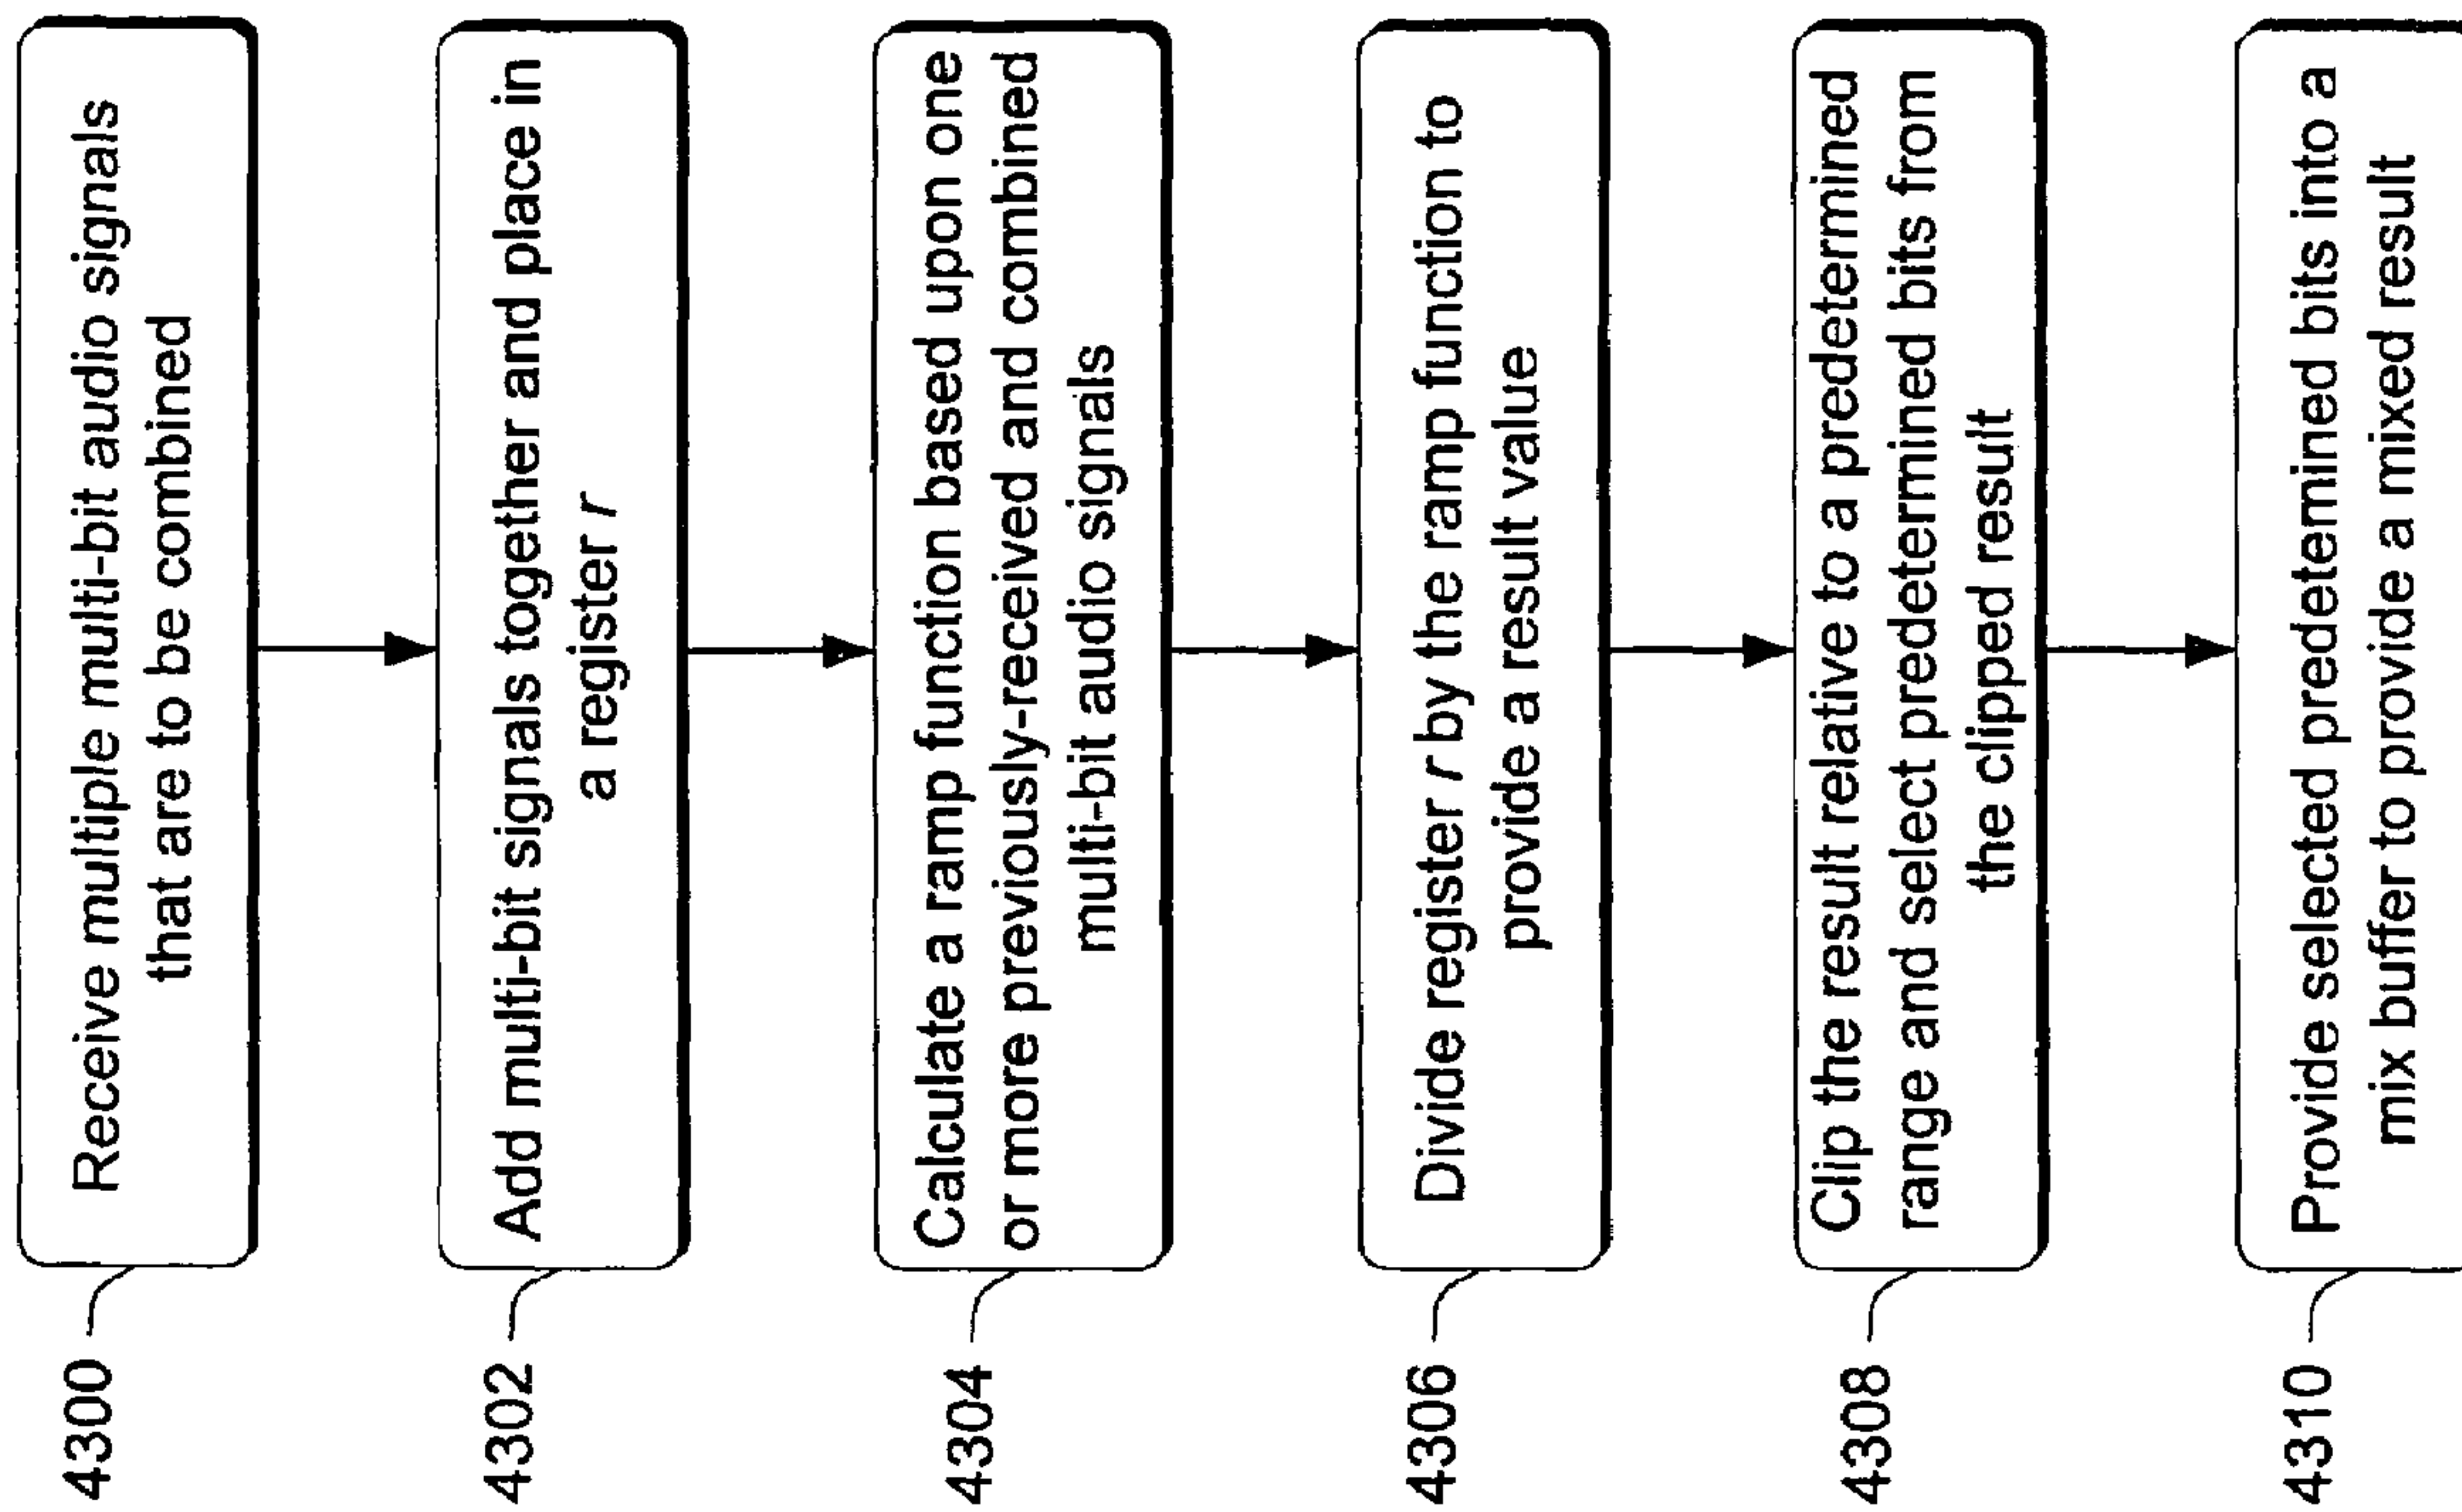 4300
Receive multiple multi-bit audio signals
that are to be combined
4302
Add multi-bit signals together and place in
a register r
4304
Calculate a ramp function based upon one
or more previously-received and combined
multi-bit audio signals
4306
Divide register r by the ramp function to
provide a result value
4308
Clip the result relative to a predetermined
range and select predetermined bits from
the clipped result
4310
Provide selected predetemined bits into a
mix buffer to provide a mixed result